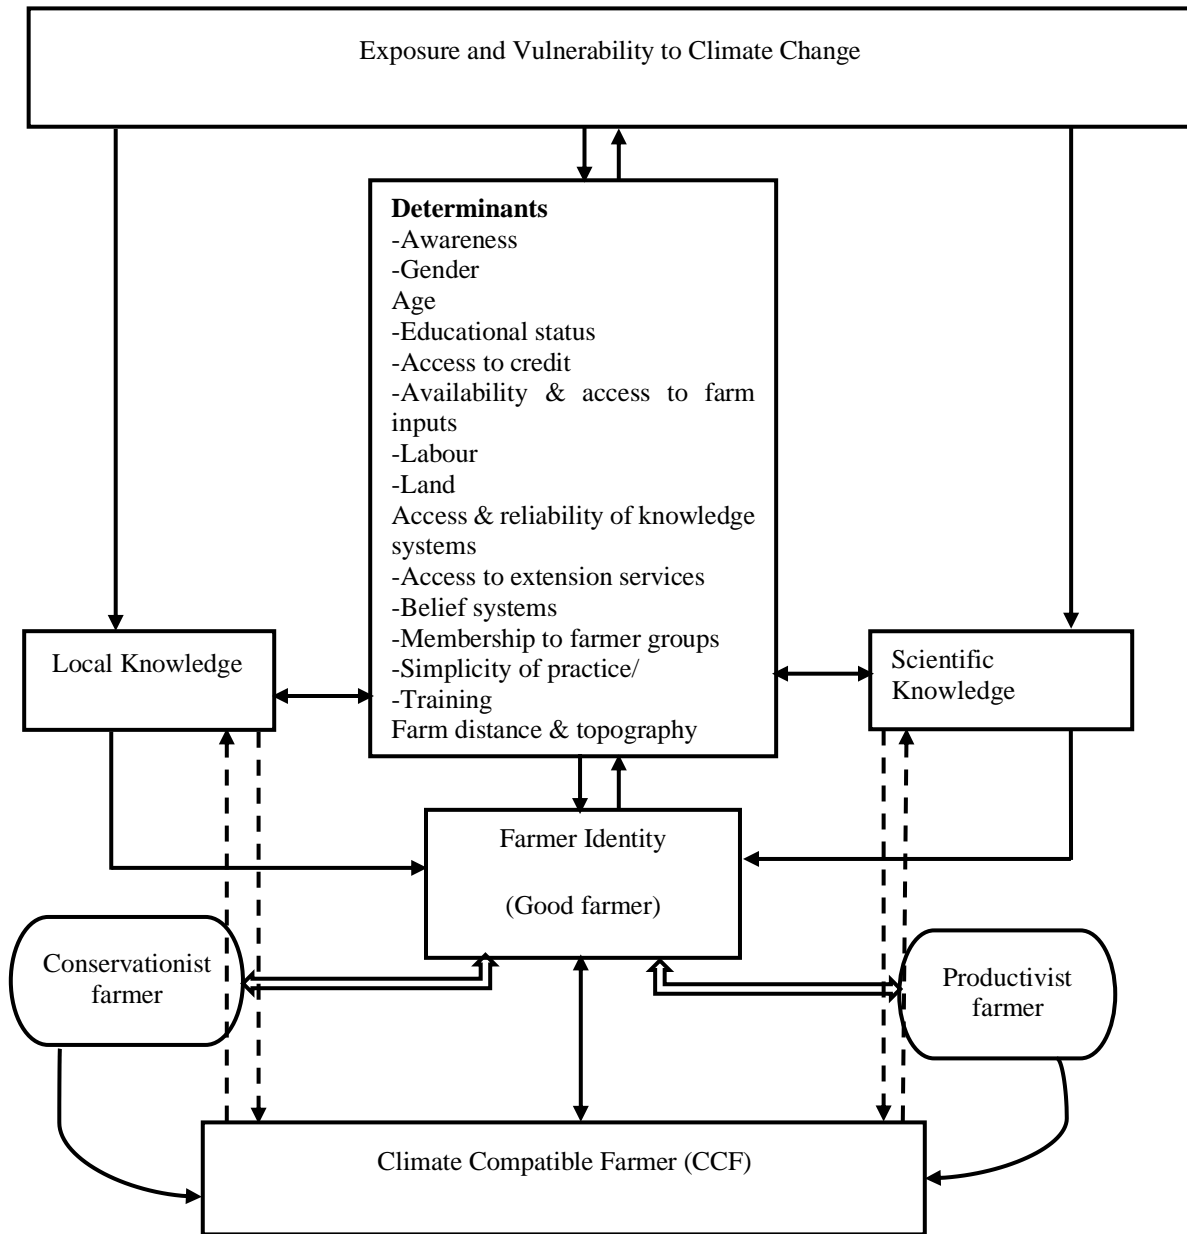 Exposure and Vulnerability to Climate Change
Determinants
-Awareness
-Gender
Age
-Educational status
-Access to credit
-Availability & access to farm
inputs
-Labour
-Land
Access & reliability of knowledge
systems
-Access to extension services
-Belief systems
-Membership to farmer groups
-Simplicity of practice/
-Training
Farm distance & topography
Local Knowledge
Scientific
Knowledge
Farmer Identity
(Good farmer)
Conservationist
farmer
Productivist
farmer
Climate Compatible Farmer (CCF)